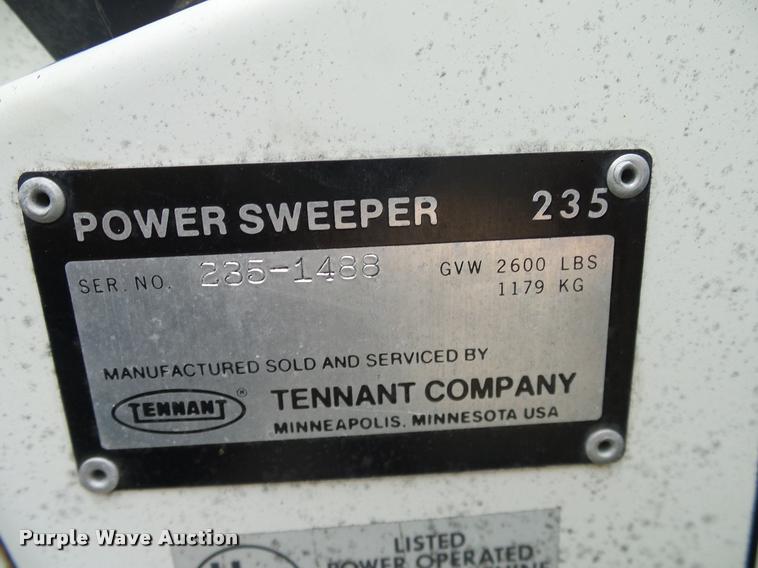 POWER SWEEPER 235
SER. NO. 235-1488 GVW 2600 LBS
1179 KG
MANUFACTURED SOLD AND SERVICED BY
TENNANT ® TENNANT COMPANY
MINNEAPOLIS, MINNESOTA USA
LISTED
POWER OPERATED
Purple Wave Auction